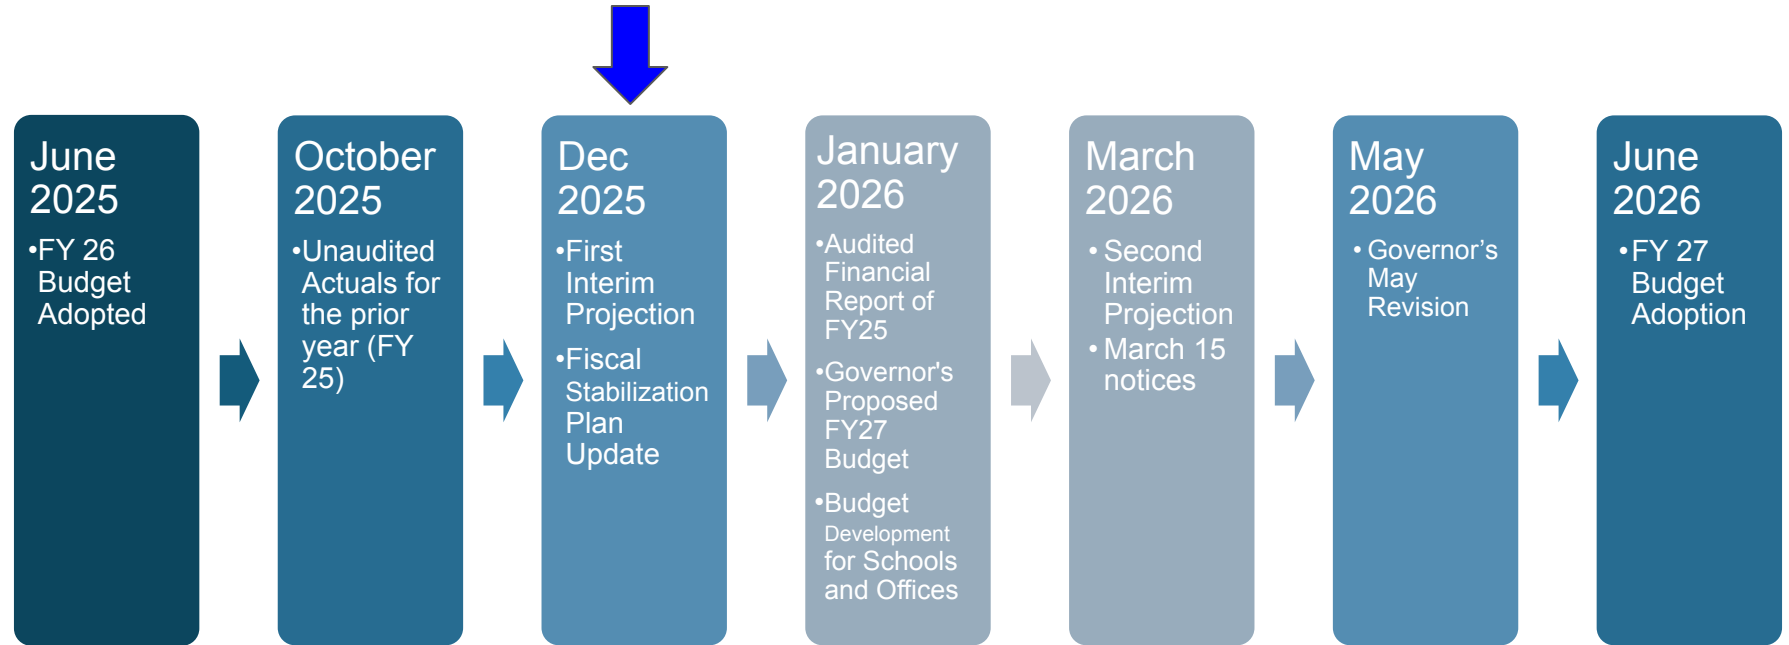 June
2025
•FY 26
Budget
Adopted
October
2025
•Unaudited
Actuals for
the prior
year (FY
25)
Dec
2025
•First
Interim
Projection
•Fiscal
Stabilization
Plan
Update
January
2026
•Audited
Financial
Report of
FY25
•Governor's
Proposed
FY27
Budget
•Budget
Development
for Schools
and Offices
March
2026
• Second
Interim
Projection
• March 15
notices
May
2026
• Governor’s
May
Revision
June
2026
•FY 27
Budget
Adoption